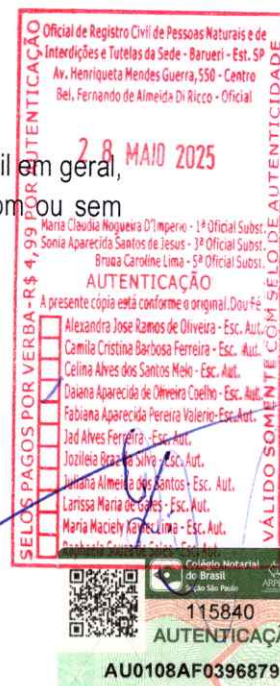 Oficial de Registro Civil de Pessoas Naturais e de
Interdições e Tutelas da Sede - Barueri - Est. SP
Av. Henriqueta Mendes Guerra, 550 - Centro
Bel. Fernando de Almeida Di Ricco - Oficial
28 MAIO 2025
il em geral,
om ou sem
Maria Claudia Nogueira D'Imperio - 1ª Oficial Subst.
Sonia Aparecida Santos de Jesus - 3ª Oficial Subst.
Bruna Caroline Lima - 5ª Oficial Subst.
AUTENTICAÇÃO
A presente cópia está conforme o original. Dou fé
Alexandra Jose Ramos de Oliveira - Esc. Aut.
Camila Cristina Barbosa Ferreira - Esc. Aut.
Celina Alves dos Santos Melo - Esc. Aut.
Daiana Aparecida de Oliveira Coelho - Esc. Aut.
Fabiana Aparecida Pereira Valerio - Esc. Aut.
Jad Alves Ferreira - Esc. Aut.
Jozileia Braz da Silva - Esc. Aut.
Juliana Almeida dos Santos - Esc. Aut.
Larissa Maria de Gales - Esc. Aut.
Maria Maciely Xavier Lima - Esc. Aut.
SELOS PAGOS POR VERBA - R$ 4,99 POR AUTENTICAÇÃO
VÁLIDO SOMENTE COM SELO DE AUTENTICIDADE
Colégio Notarial
do Brasil
Seção São Paulo
115840
AUTENTICAÇÃ
AU0108AF0396879